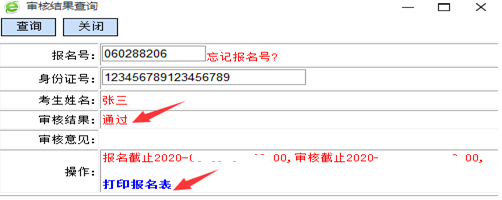 审核结果查询
查询 关闭
报名号： 060288206 忘记报名号？
身份证号： 123456789123456789
考生姓名： 张三
审核结果： 通过
审核意见：
报名截止2020- 00,审核截止2020- 00,
操作：
打印报名表